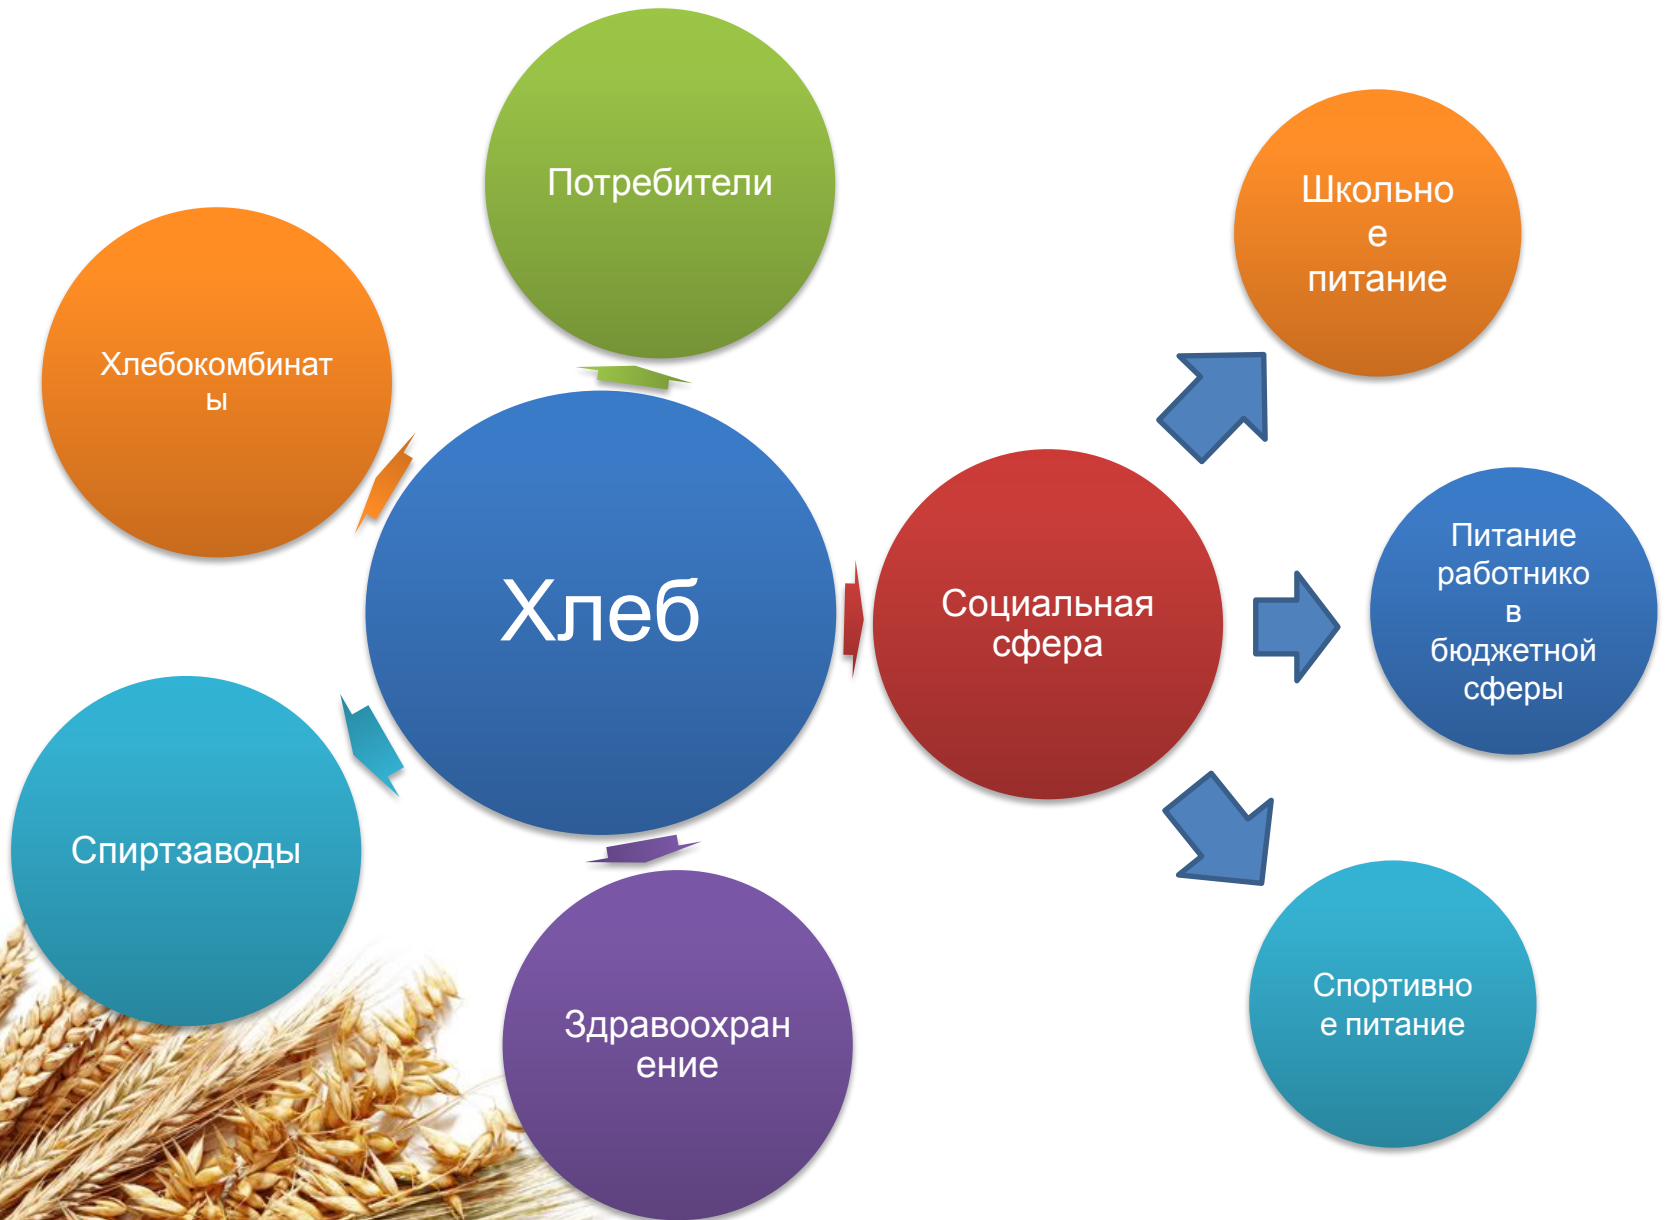 Потребители
Хлебокомбинат
ы
Хлеб
Спиртзаводы
Здравоохран
ение
Социальная
сфера
Школьно
е
питание
Питание
работнико
в
бюджетной
сферы
Спортивно
е питание